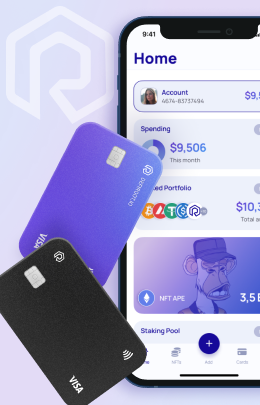 9:41
Home
Account
4674-83737494
$9,5
Spending
$9,506
This month
ked Portfolio
$10,3
Total a
VISA
NFT APE
3,5
Staking Pool
NFTs
Add
Cards
VISA